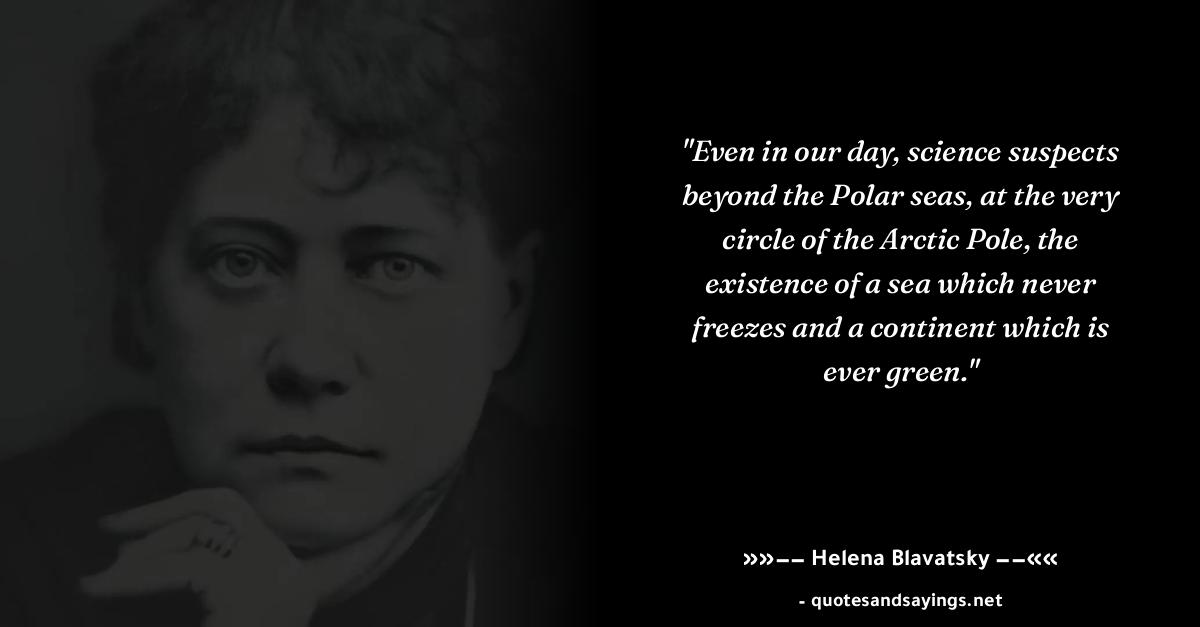 "Even in our day, science suspects
beyond the Polar seas, at the very
circle of the Arctic Pole, the
existence of a sea which never
freezes and a continent which is
ever green."
»»–– Helena Blavatsky ––««
- quotesandsayings.net